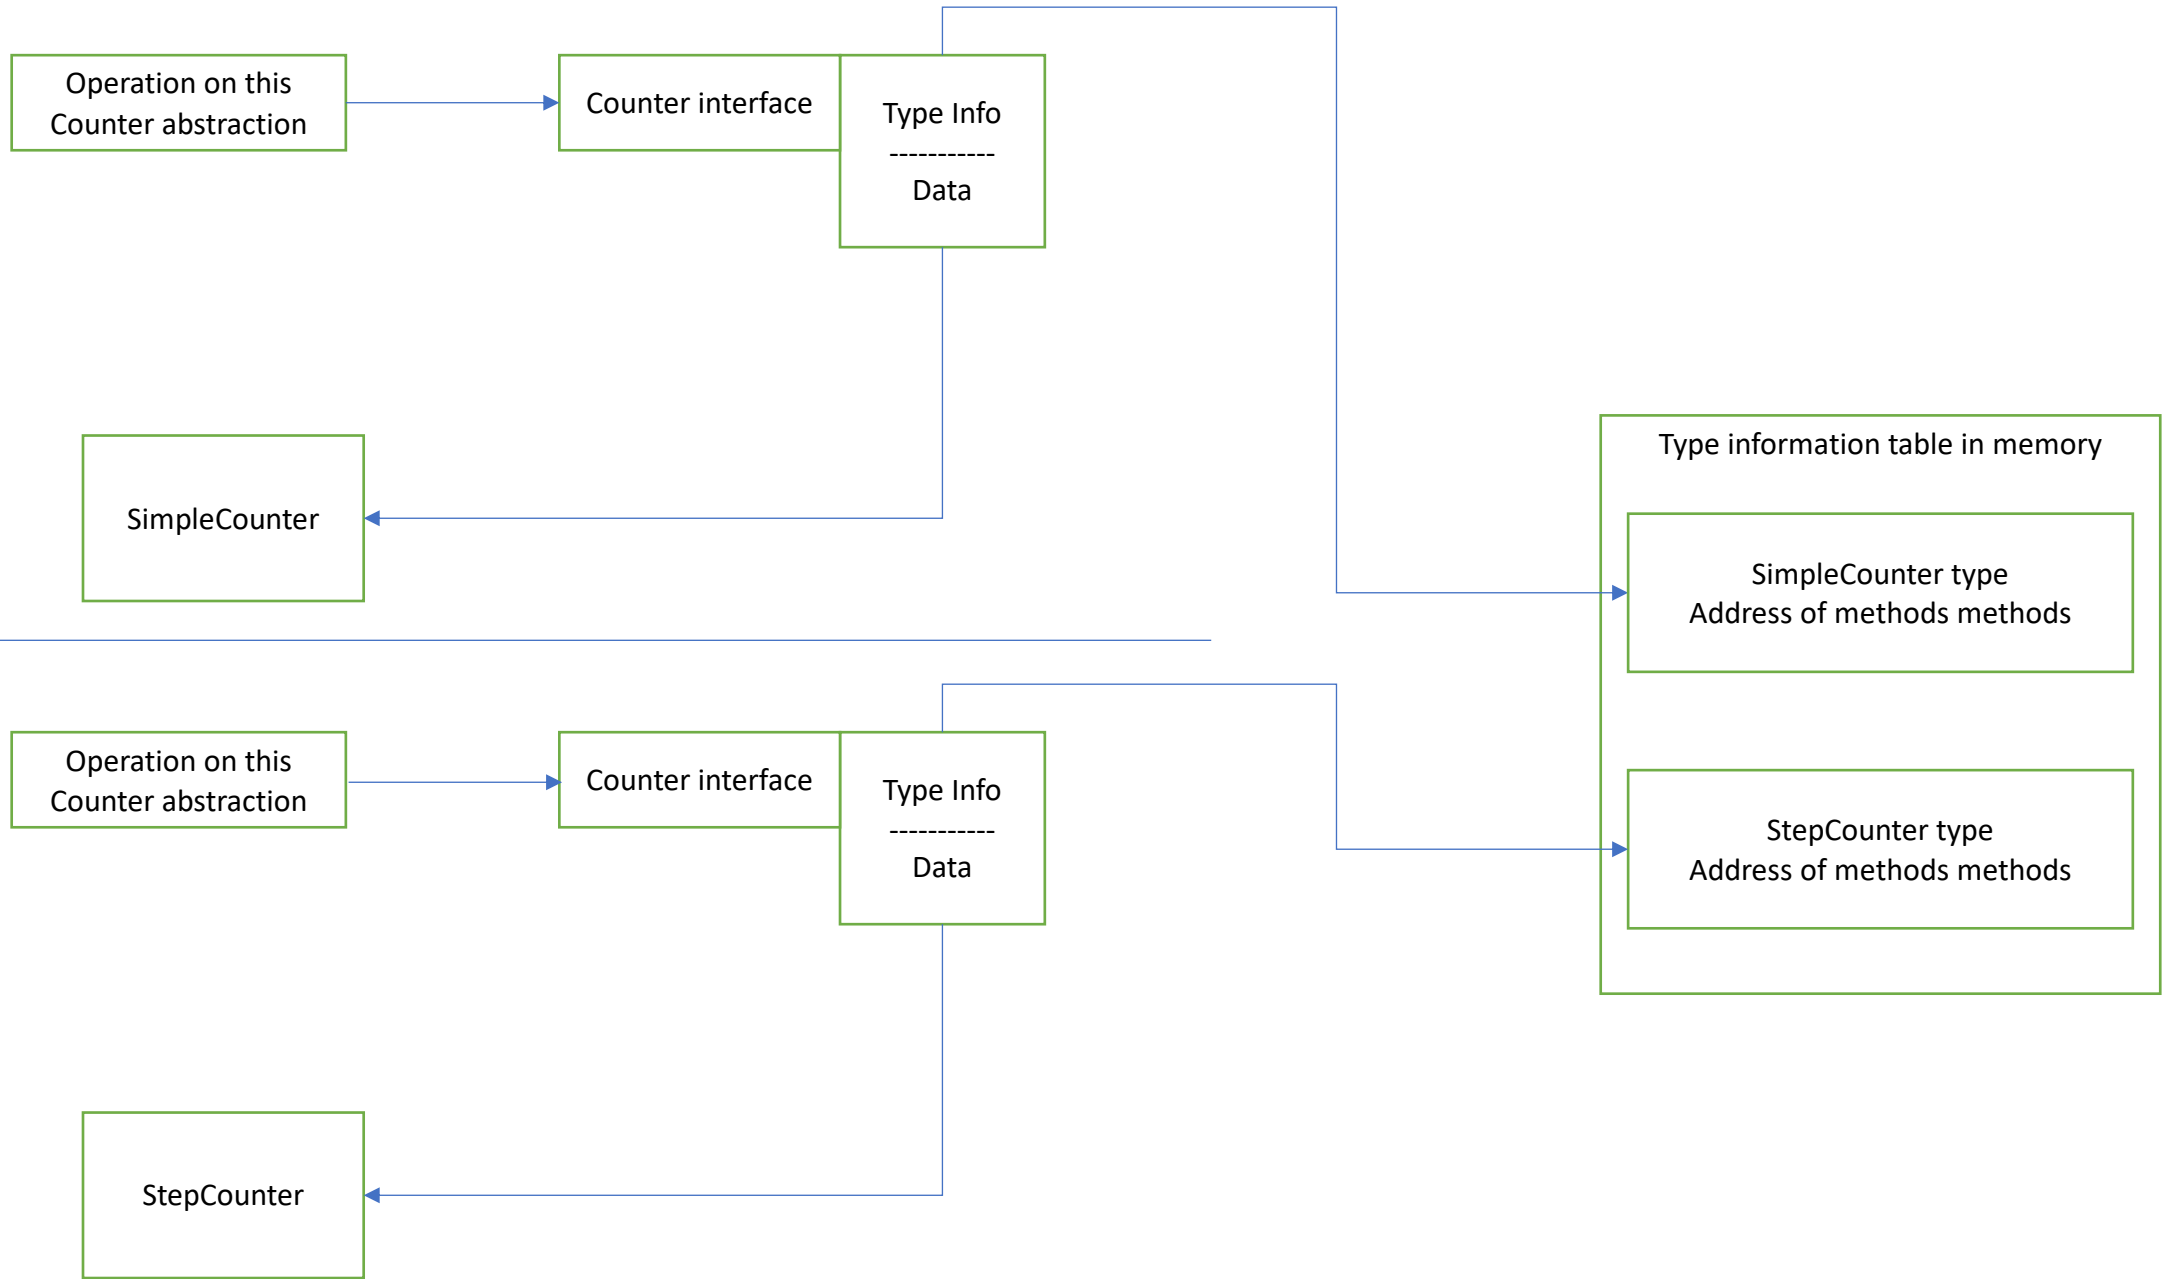 Operation on this
Counter abstraction
Counter interface
Type Info
-----------
Data
SimpleCounter
Type information table in memory
SimpleCounter type
Address of methods methods
StepCounter type
Address of methods methods
Operation on this
Counter abstraction
Counter interface
Type Info
-----------
Data
StepCounter